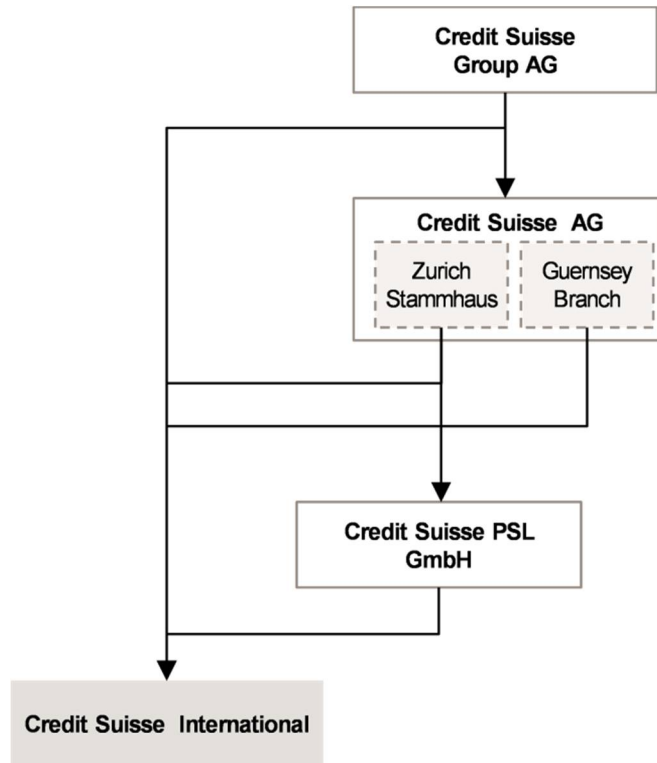 Credit Suisse
Group AG
Credit Suisse AG
Zurich
Stammhaus
Guernsey
Branch
Credit Suisse PSL
GmbH
Credit Suisse International